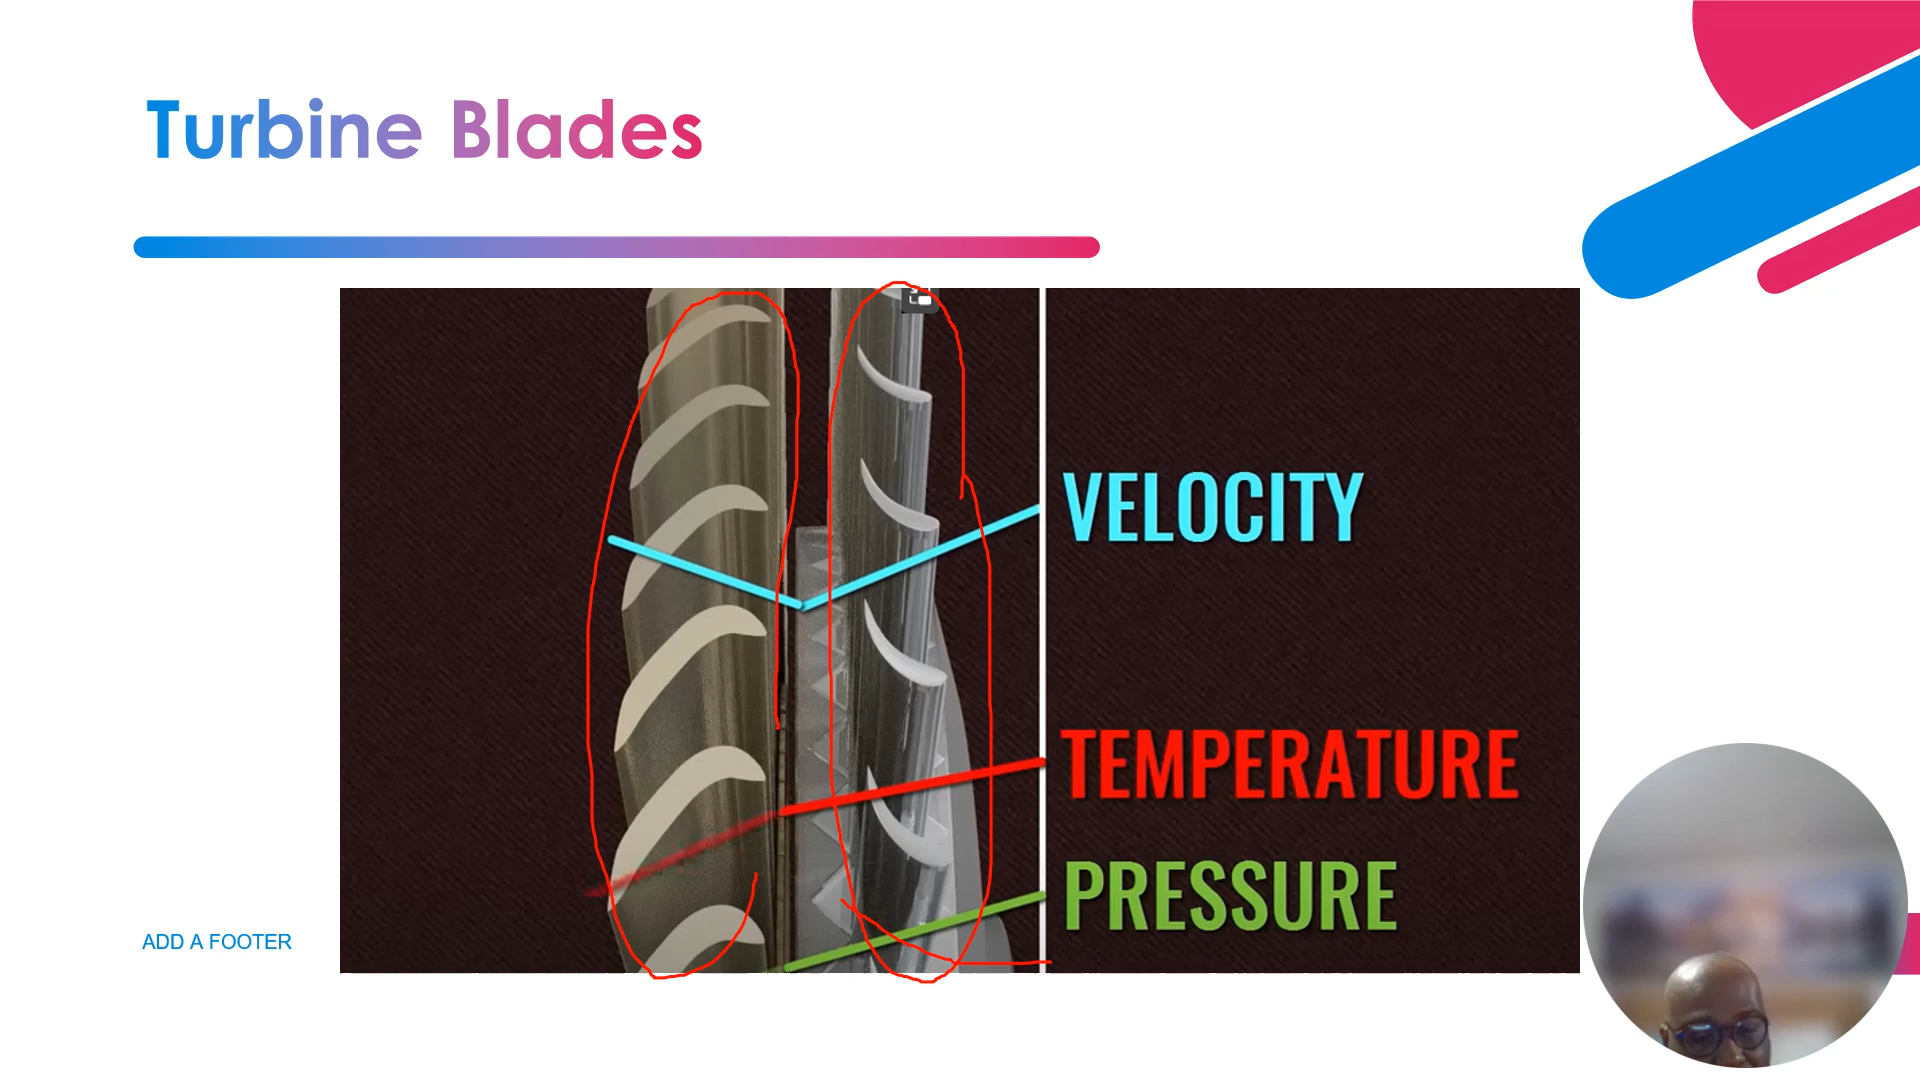 Turbine Blades
VELOCITY
TEMPERATURE
PRESSURE
ADD A FOOTER